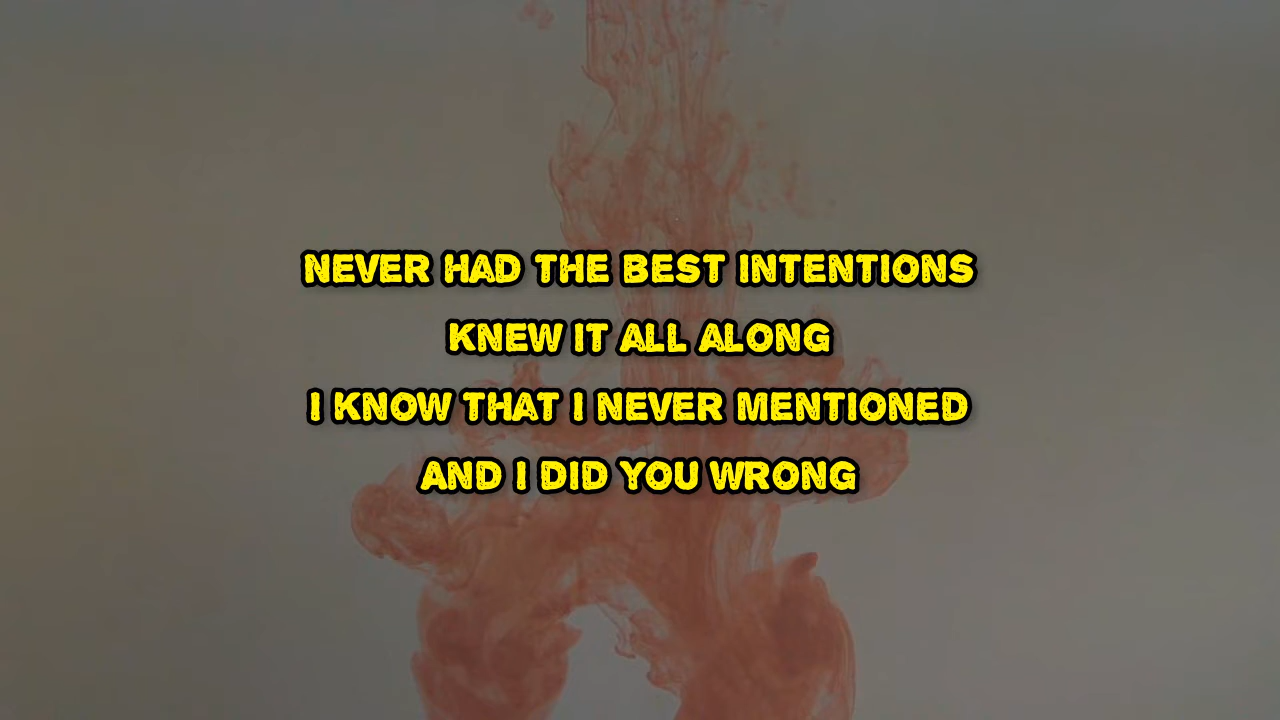 NEVER HAD THE BEST INTENTIONS
KNEW IT ALL ALONG
I KNOW THAT I NEVER MENTIONED
AND I DID YOU WRONG